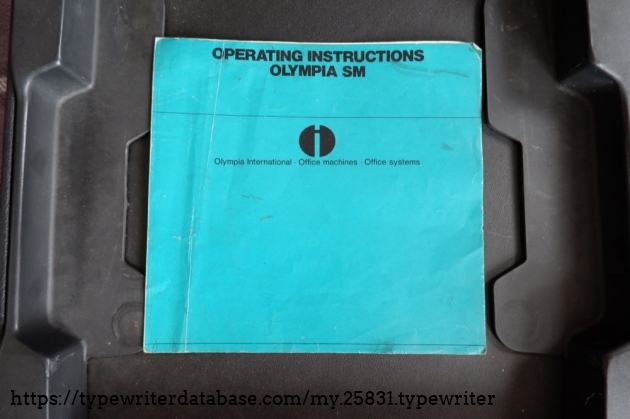 OPERATING INSTRUCTIONS
OLYMPIA SM
Olympia International · Office machines · Office systems
https://typewriterdatabase.com/my.25831.typewriter